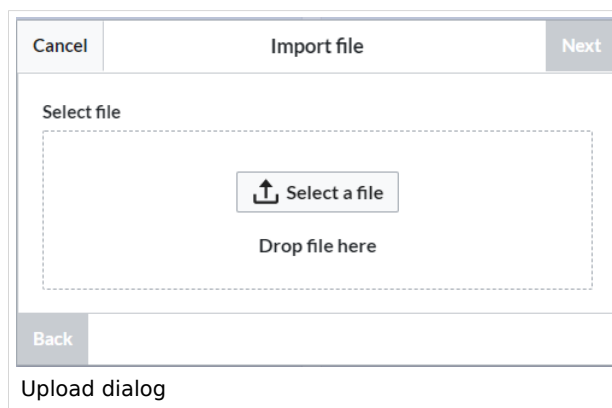 Cancel Import file Next
Select file
Select a file
Drop file here
Back
Upload dialog